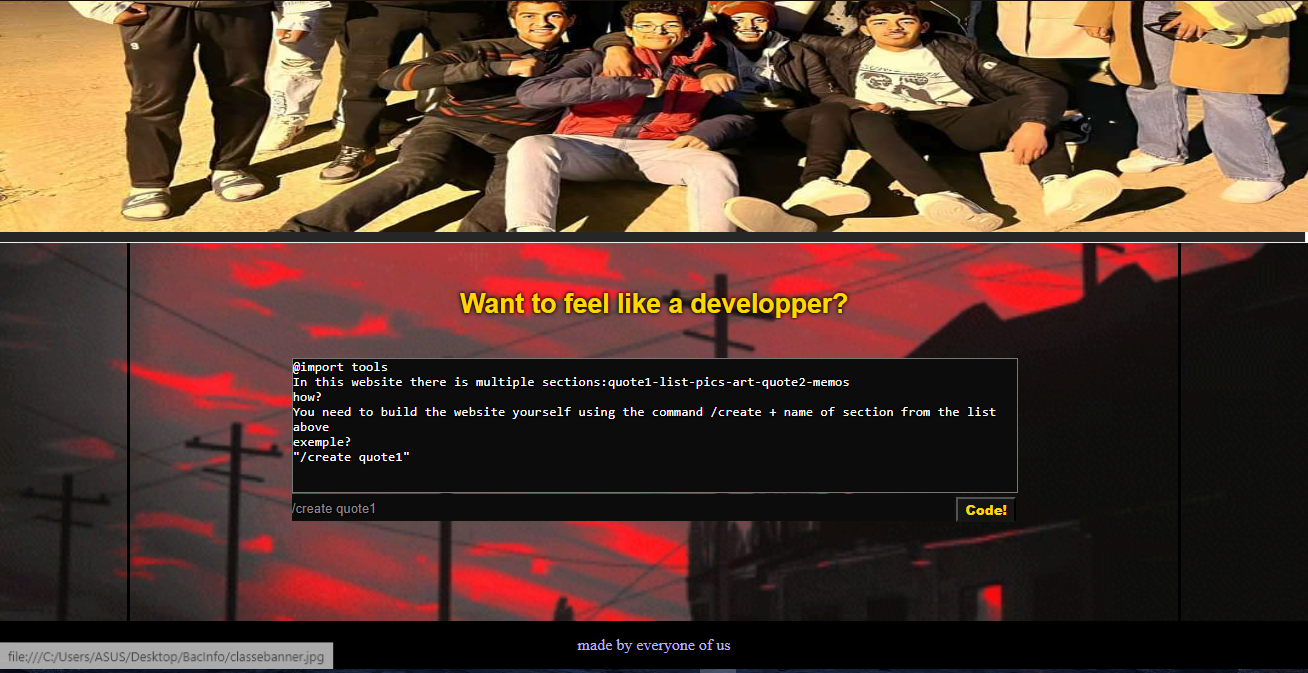 Want to feel like a developper?
@import tools
In this website there is multiple sections:quote1-list-pics-art-quote2-memos
how?
You need to build the website yourself using the command /create + name of section from the list
above
exemple?
"/create quote1"
/create quote1
Code!
made by everyone of us
file:///C:/Users/ASUS/Desktop/BacInfo/classebanner.jpg